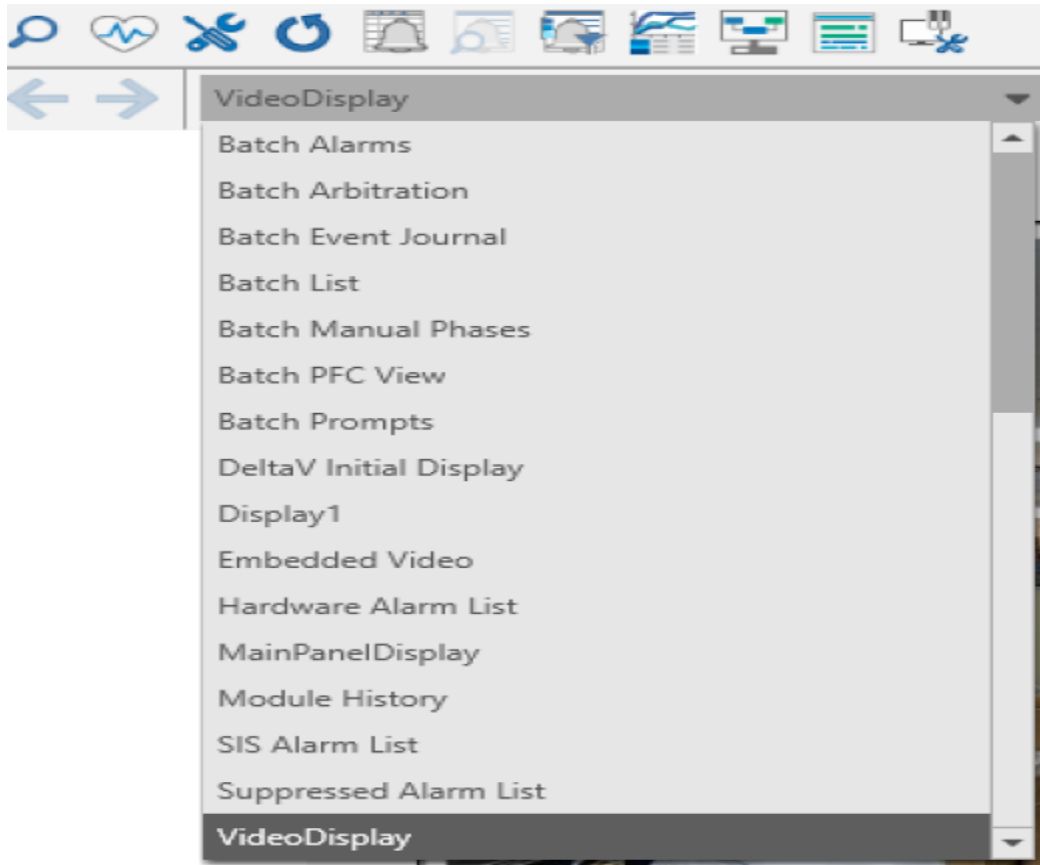 VideoDisplay
Batch Alarms
Batch Arbitration
Batch Event Journal
Batch List
Batch Manual Phases
Batch PFC View
Batch Prompts
DeltaV Initial Display
Display1
Embedded Video
Hardware Alarm List
MainPanelDisplay
Module History
SIS Alarm List
Suppressed Alarm List
VideoDisplay